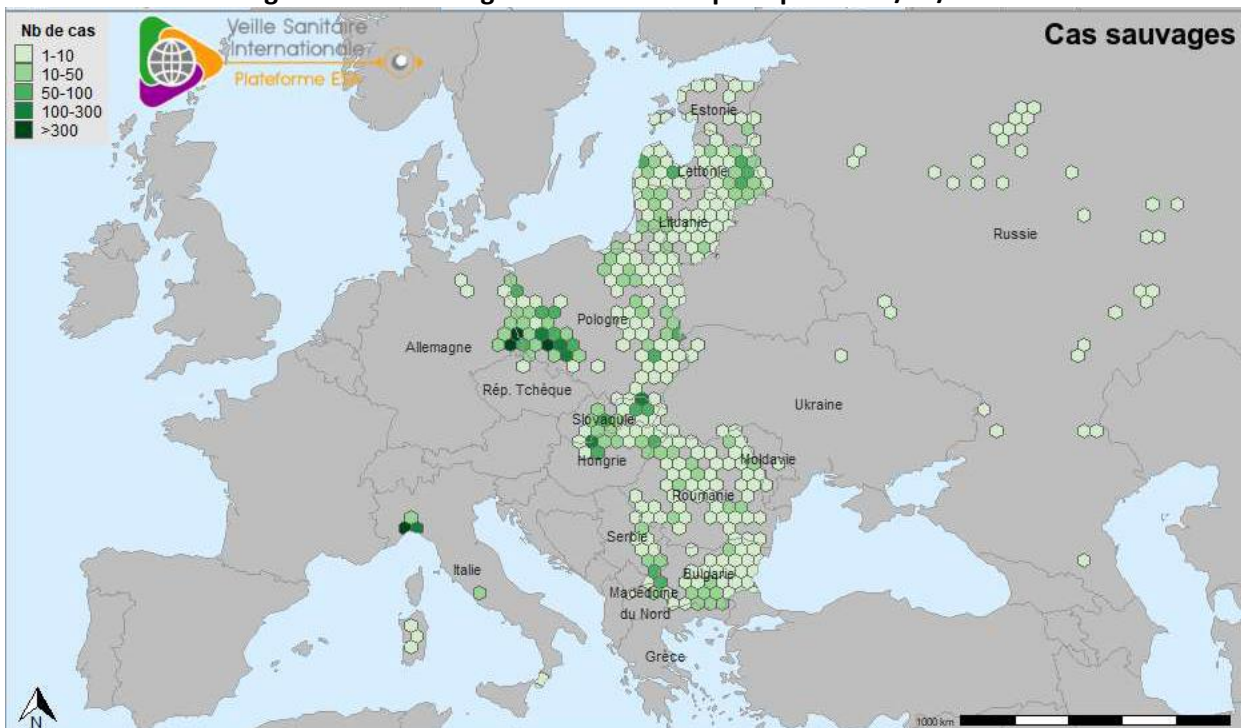 Nb de cas
1-10
10-50
50-100
100-300
>300
Veille Sanitaire
Internationale
Plateforme
Cas sauvages
Estonie
Lettonie
Lituanie
Russie
Pologne
Allemagne
Rép. Tchèque
Ukraine
Slovaquie
Hongrie
Moldavie
Roumanie
Serbie
Italie
Bulgarie
Macédoine
du Nord
Grèce
N
1000 km